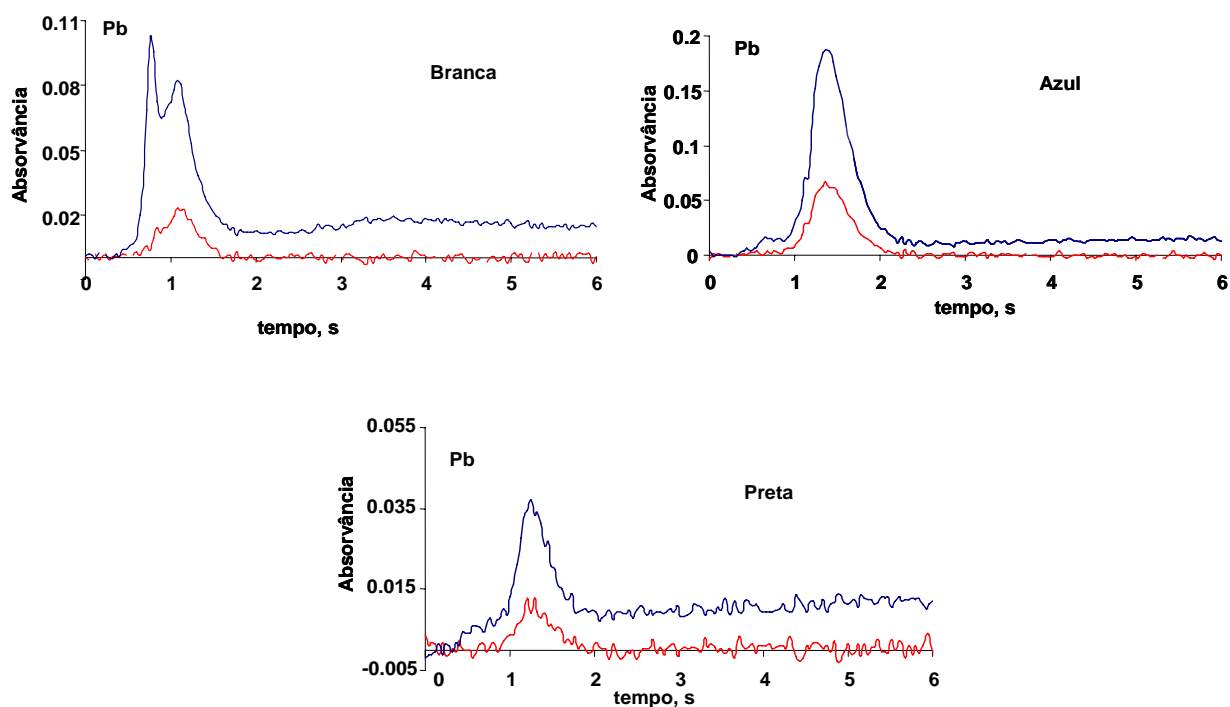 Pb
Branca
Absorvância
0.11
0.08
0.05
0.02
0 1 2 3 4 5 6
tempo, s
Pb
Azul
Absorvância
0.2
0.15
0.1
0.05
0
0 1 2 3 4 5 6
tempo, s
Pb
Preta
Absorvância
0.055
0.035
0.015
-0.005
0 1 2 3 4 5 6
tempo, s